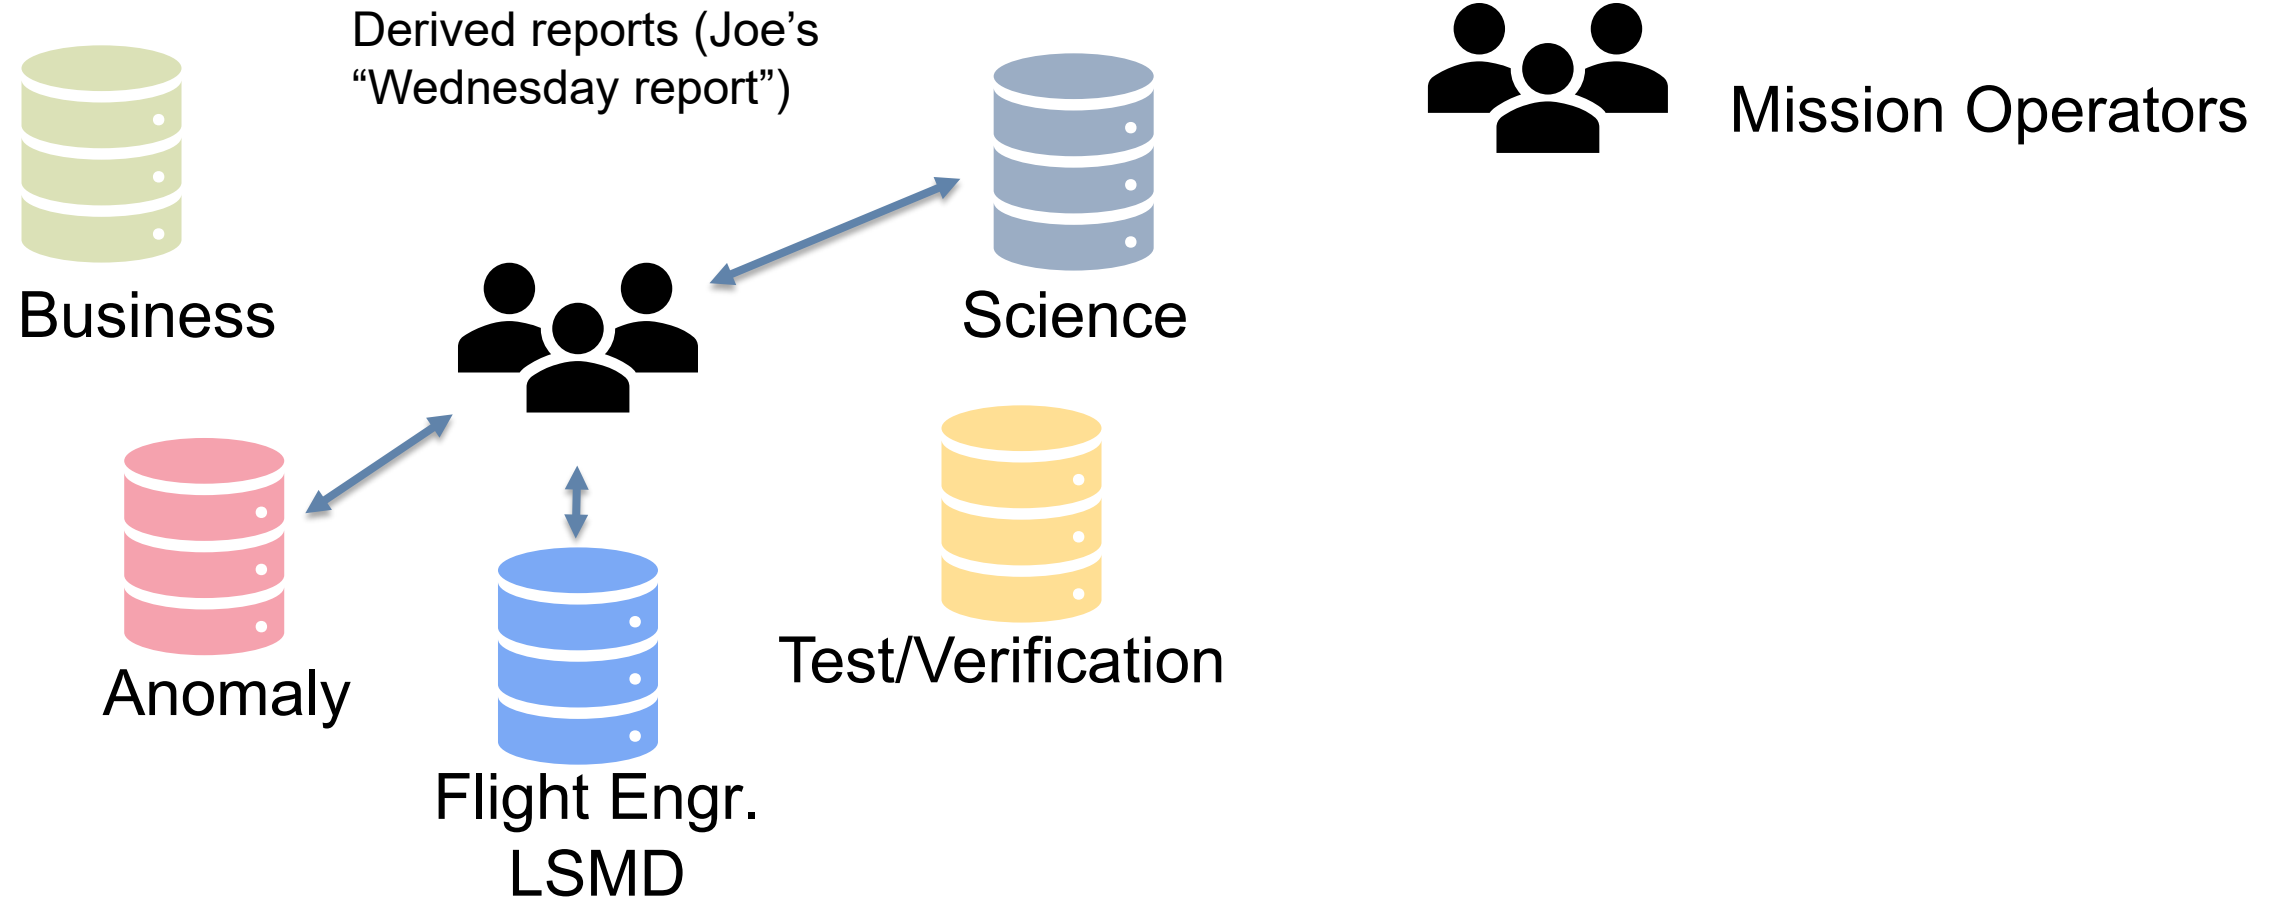 Derived reports (Joe’s
“Wednesday report”)
Mission Operators
Business
Science
Anomaly
Test/Verification
Flight Engr.
LSMD